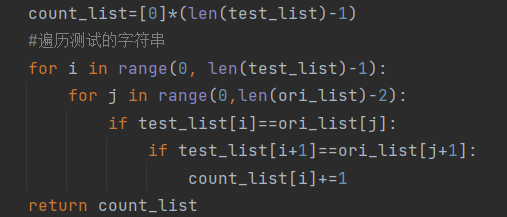 count_list=[0]*(len(test_list)-1)
#遍历测试的字符串
for i in range(0, len(test_list)-1):
    for j in range(0,len(ori_list)-2):
        if test_list[i]==ori_list[j]:
            if test_list[i+1]==ori_list[j+1]:
                count_list[i]+=1
return count_list